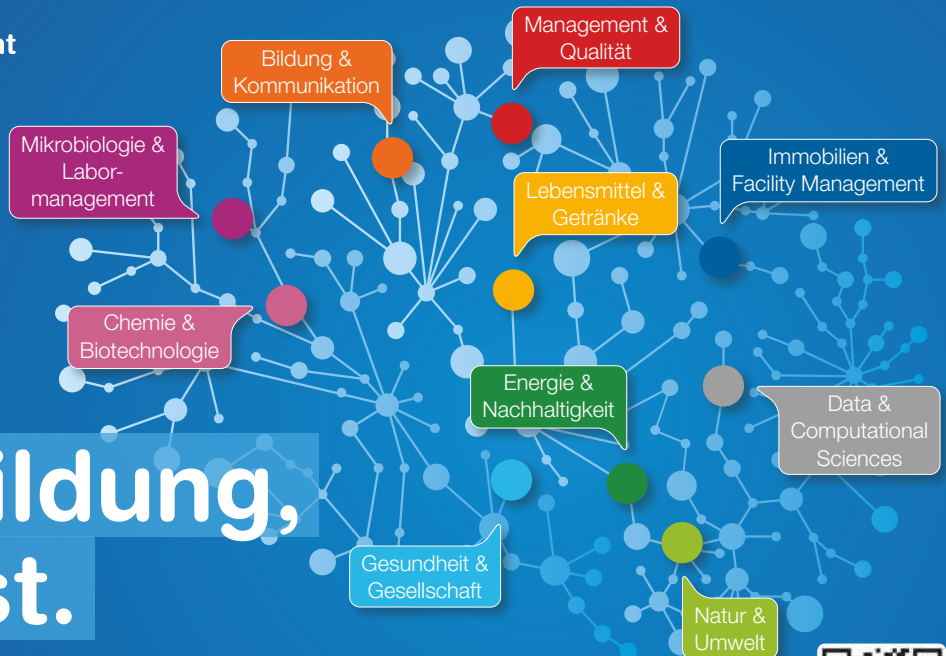 Management &
Qualität
Bildung &
Kommunikation
Mikrobiologie &
Labor-
management
Immobilien &
Facility Management
Lebensmittel &
Getränke
Chemie &
Biotechnologie
Energie &
Nachhaltigkeit
Data &
Computational
Sciences
ildung,
st.
Gesundheit &
Gesellschaft
Natur &
Umwelt